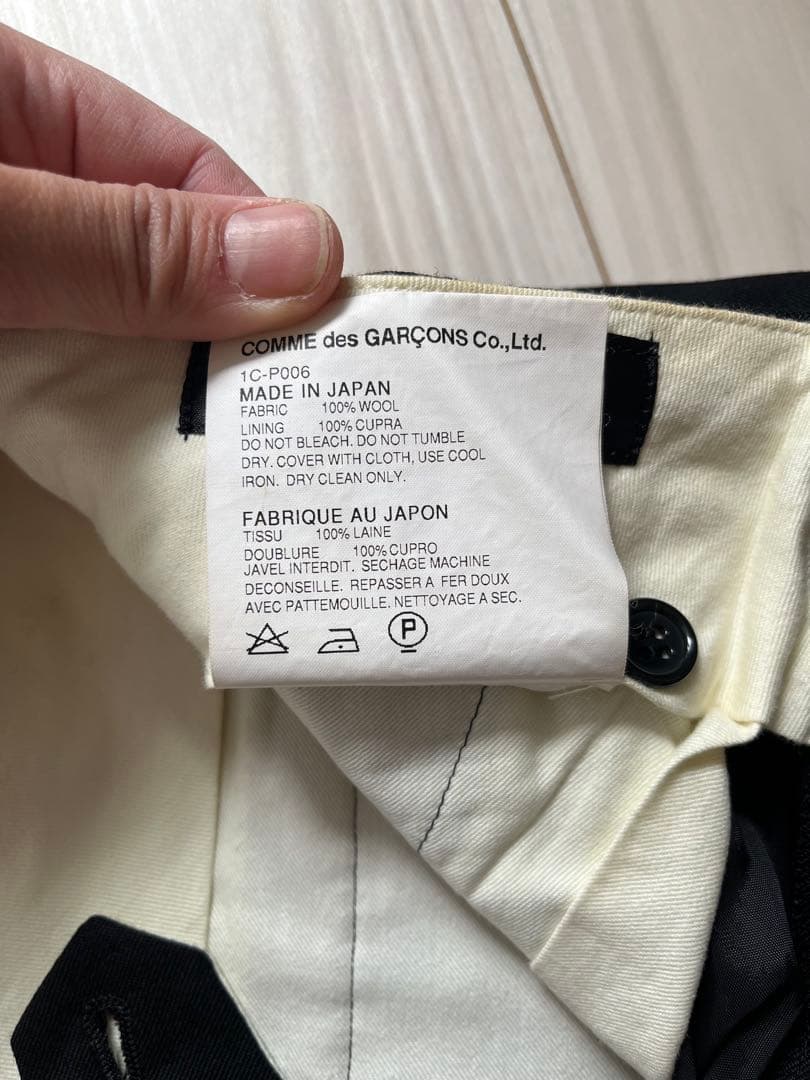 COMME des GARÇONS Co.,Ltd.
1C-P006
MADE IN JAPAN
FABRIC 100% WOOL
LINING 100% CUPRA
DO NOT BLEACH. DO NOT TUMBLE
DRY. COVER WITH CLOTH, USE COOL
IRON. DRY CLEAN ONLY.
FABRIQUE AU JAPON
TISSU 100% LAINE
DOUBLURE 100% CUPRO
JAVEL INTERDIT. SECHAGE MACHINE
DECONSEILLE. REPASSER A FER DOUX
AVEC PATTEMOUILLE. NETTOYAGE A SEC.
P